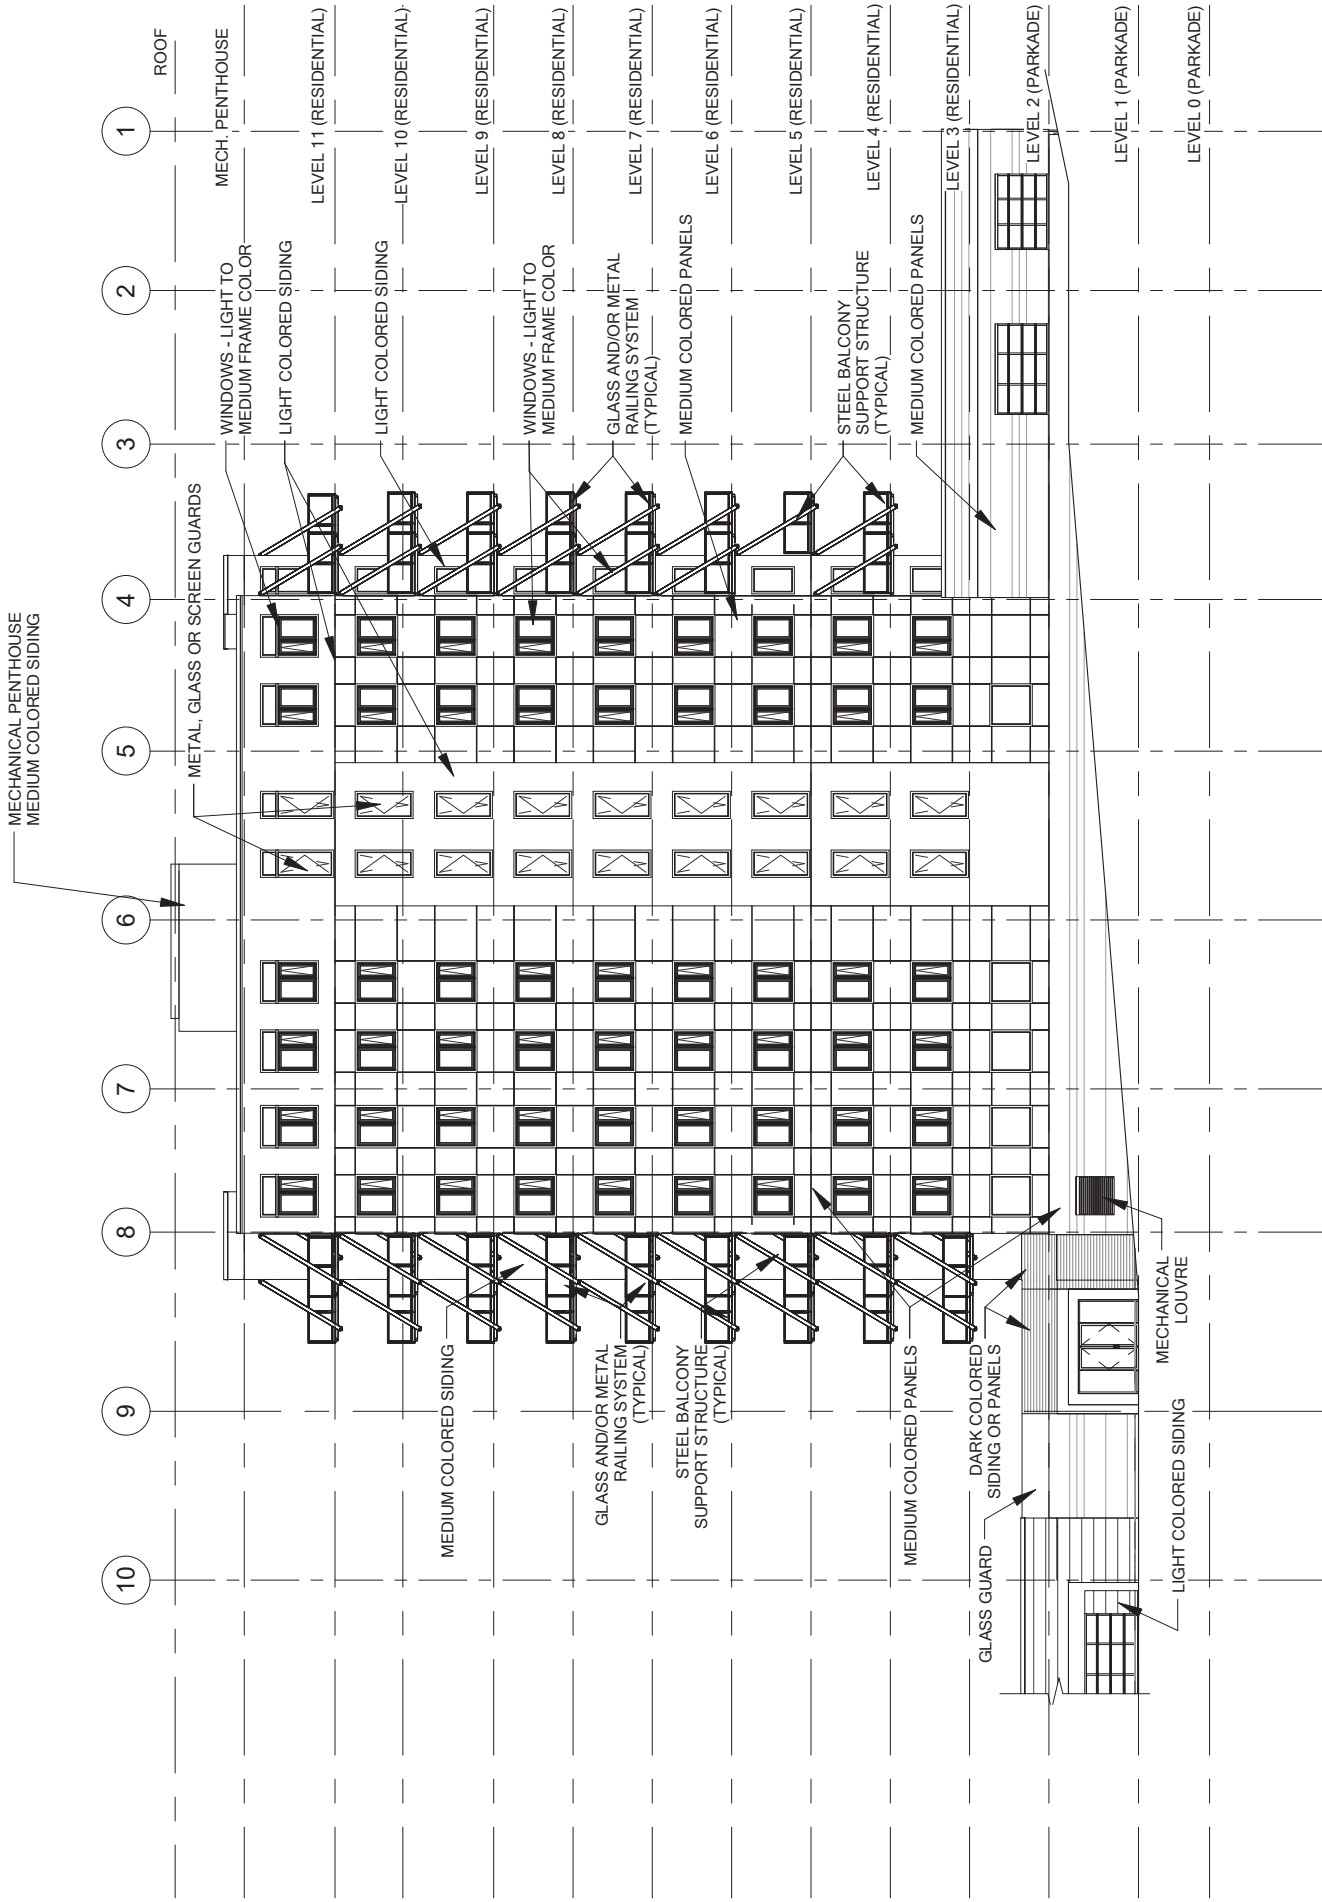 MECHANICAL PENTHOUSE
MEDIUM COLORED SIDING
10
9
8
7
6
5
4
3
2
1
METAL, GLASS OR SCREEN GUARDS
WINDOWS - LIGHT TO
MEDIUM FRAME COLOR
LIGHT COLORED SIDING
LIGHT COLORED SIDING
WINDOWS - LIGHT TO
MEDIUM FRAME COLOR
GLASS AND/OR METAL
RAILING SYSTEM
(TYPICAL)
MEDIUM COLORED PANELS
STEEL BALCONY
SUPPORT STRUCTURE
(TYPICAL)
MEDIUM COLORED PANELS
ROOF
MECH. PENTHOUSE
LEVEL 11 (RESIDENTIAL)
LEVEL 10 (RESIDENTIAL)
LEVEL 9 (RESIDENTIAL)
LEVEL 8 (RESIDENTIAL)
LEVEL 7 (RESIDENTIAL)
LEVEL 6 (RESIDENTIAL)
LEVEL 5 (RESIDENTIAL)
LEVEL 4 (RESIDENTIAL)
LEVEL 3 (RESIDENTIAL)
LEVEL 2 (PARKADE)
LEVEL 1 (PARKADE)
LEVEL 0 (PARKADE)
MEDIUM COLORED SIDING
GLASS AND/OR METAL
RAILING SYSTEM
(TYPICAL)
STEEL BALCONY
SUPPORT STRUCTURE
(TYPICAL)
MEDIUM COLORED PANELS
DARK COLORED
SIDING OR PANELS
GLASS GUARD
MECHANICAL
LOUVRE
LIGHT COLORED SIDING